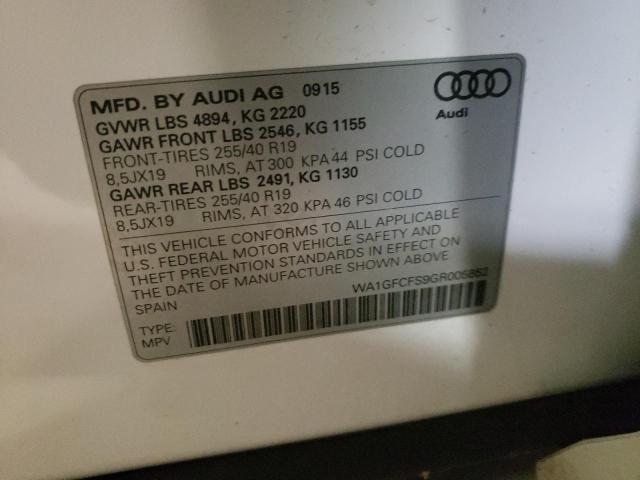 MFD. BY AUDI AG 0915
Audi
GVWR LBS 4894, KG 2220
GAWR FRONT LBS 2546, KG 1155
FRONT-TIRES 255/40 R19
8,5JX19 RIMS, AT 300 KPA 44 PSI COLD
GAWR REAR LBS 2491, KG 1130
REAR-TIRES 255/40 R19
8,5JX19 RIMS, AT 320 KPA 46 PSI COLD
THIS VEHICLE CONFORMS TO ALL APPLICABLE
U.S. FEDERAL MOTOR VEHICLE SAFETY AND
THEFT PREVENTION STANDARDS IN EFFECT ON
THE DATE OF MANUFACTURE SHOWN ABOVE
SPAIN
WA1GFCFS9GR005852
TYPE:
MPV